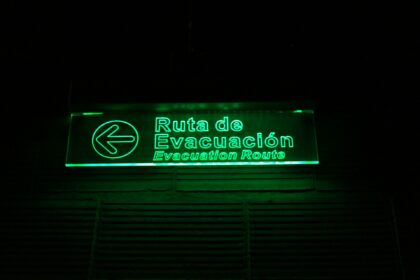 Ruta de
Evacuación
Evacuation Route